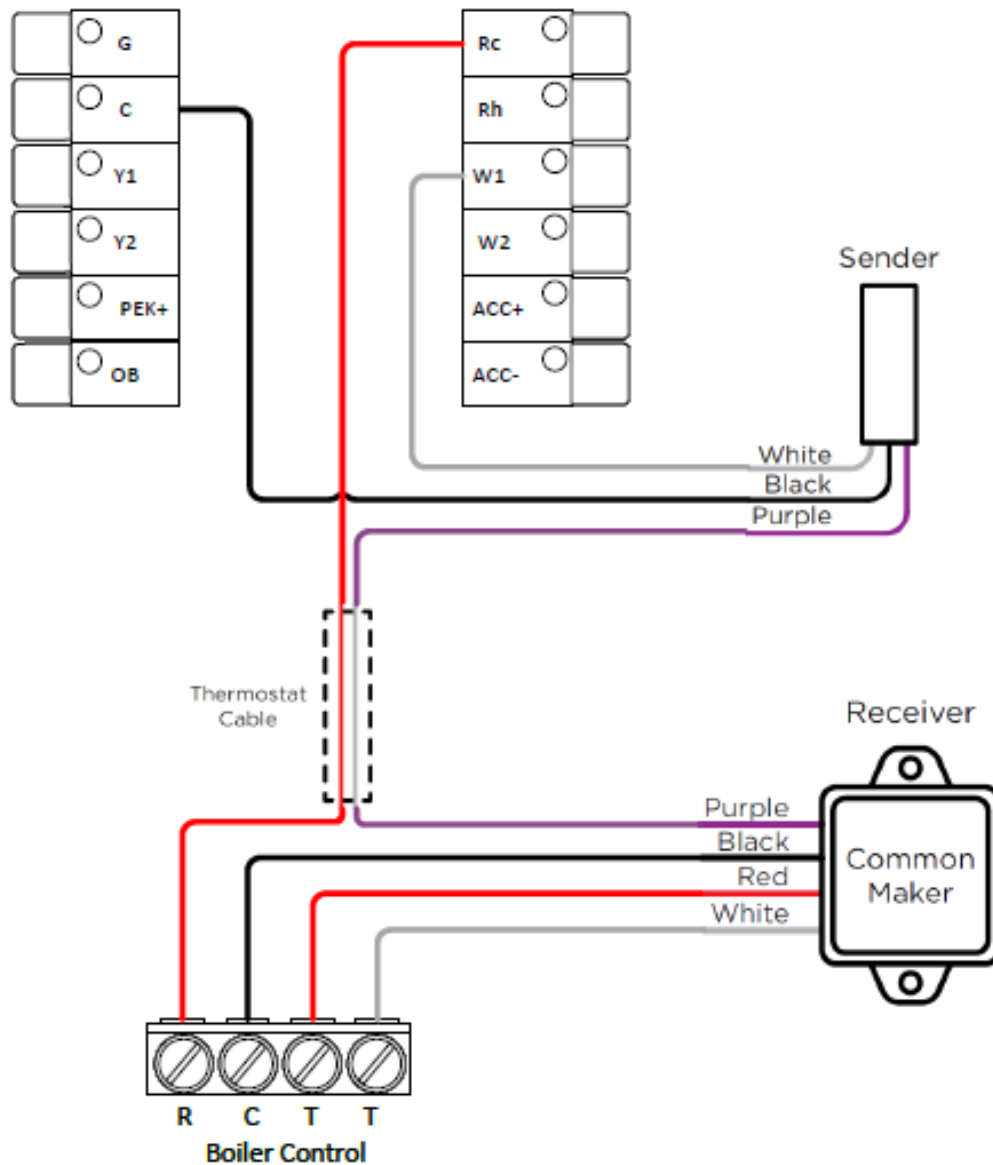 G
C
Y1
Y2
PEK+
OB
Rc
Rh
W1
W2
ACC+
ACC-
Sender
White
Black
Purple
Thermostat
Cable
Receiver
Purple
Black
Red
White
Common
Maker
R C T T
Boiler Control